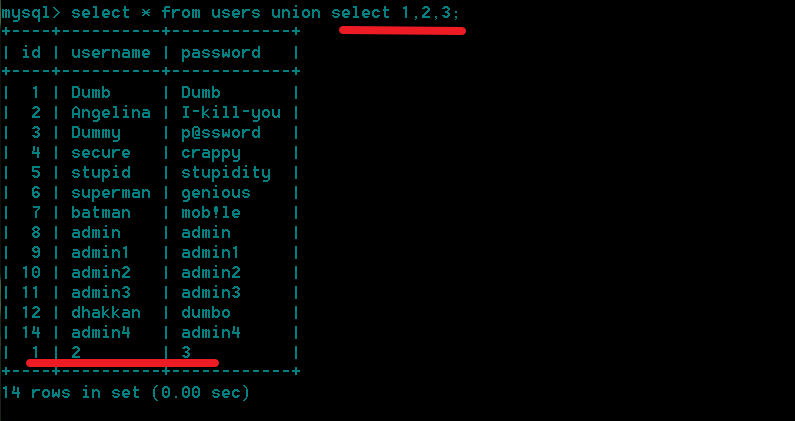 mysql> select * from users union select 1,2,3;
+----+----------+------------+
| id | username | password   |
+----+----------+------------+
|  1 | Dumb     | Dumb       |
|  2 | Angelina | I-kill-you |
|  3 | Dummy    | p@ssword   |
|  4 | secure   | crappy     |
|  5 | stupid   | stupidity  |
|  6 | superman | genious    |
|  7 | batman   | mob!le     |
|  8 | admin    | admin      |
|  9 | admin1   | admin1     |
| 10 | admin2   | admin2     |
| 11 | admin3   | admin3     |
| 12 | dhakkan  | dumbo      |
| 14 | admin4   | admin4     |
|  1 | 2        | 3          |
+----+----------+------------+
14 rows in set (0.00 sec)